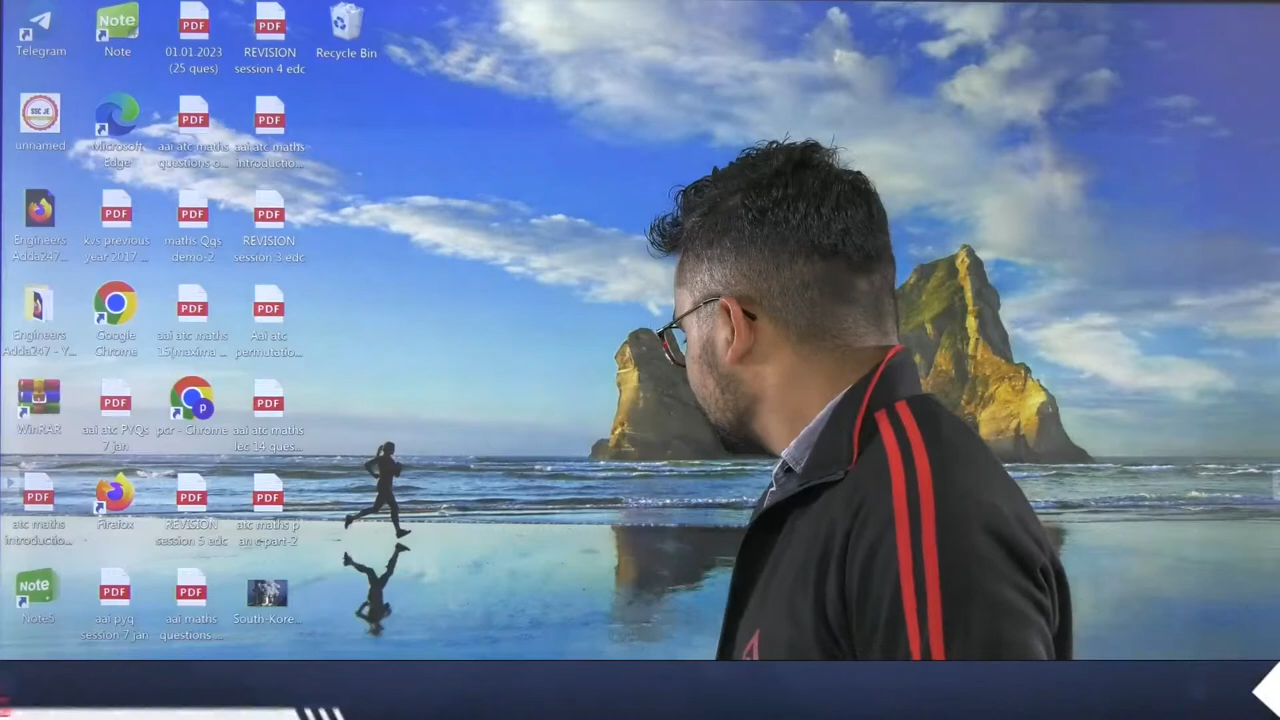 Telegram
Note
Note
PDF
01.01.2023
(25 ques)
PDF
REVISION
session 4 edc
Recycle Bin
SSC JE
unnamed
Microsoft
Edge
PDF
aai atc maths
questions o...
PDF
aai atc maths
introductio...
Engineers
Adda247...
PDF
kvs previous
year 2017 ...
PDF
maths Qqs
demo-2
PDF
REVISION
session 3 edc
Engineers
Adda247 - Y...
Google
Chrome
PDF
aai atc maths
15(maxima ...
PDF
Aai atc
permutatio...
WinRAR
PDF
aai atc PYQs
7 jan
p
pcr - Chrome
PDF
aai atc maths
lec 14 ques...
PDF
atc maths
introductio...
Firefox
PDF
REVISION
session 5 edc
PDF
atc maths p
an c-part-2
Note
Note5
PDF
aai pyq
session 7 jan
PDF
aai maths
questions ...
South-Kore...